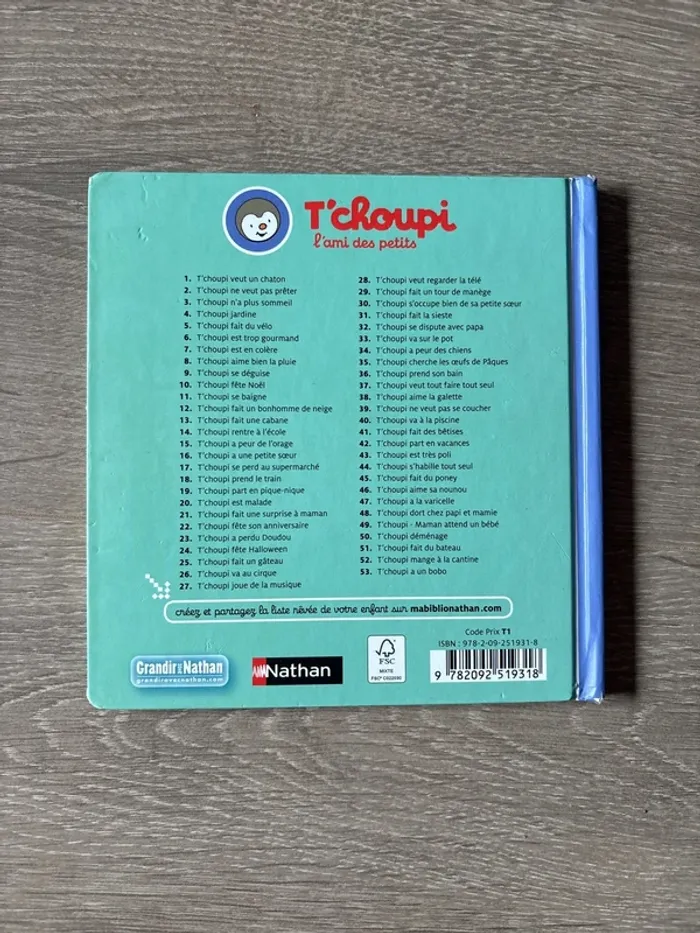 T'choupi
l'ami des petits
1. T'choupi veut un chaton
2. T'choupi ne veut pas prêter
3. T'choupi n'a plus sommeil
4. T'choupi jardine
5. T'choupi fait du vélo
6. T'choupi est trop gourmand
7. T'choupi est en colère
8. T'choupi aime bien la pluie
9. T'choupi se déguise
10. T'choupi fête Noël
11. T'choupi se baigne
12. T'choupi fait un bonhomme de neige
13. T'choupi fait une cabane
14. T'choupi rentre à l'école
15. T'choupi a peur de l'orage
16. T'choupi a une petite sœur
17. T'choupi se perd au supermarché
18. T'choupi prend le train
19. T'choupi part en pique-nique
20. T'choupi est malade
21. T'choupi fait une surprise à maman
22. T'choupi fête son anniversaire
23. T'choupi a perdu Doudou
24. T'choupi fête Halloween
25. T'choupi fait un gâteau
26. T'choupi va au cirque
27. T'choupi joue de la musique
28. T'choupi veut regarder la télé
29. T'choupi fait un tour de manège
30. T'choupi s'occupe bien de sa petite sœur
31. T'choupi fait la sieste
32. T'choupi se dispute avec papa
33. T'choupi va sur le pot
34. T'choupi a peur des chiens
35. T'choupi cherche les œufs de Pâques
36. T'choupi prend son bain
37. T'choupi veut tout faire tout seul
38. T'choupi aime la galette
39. T'choupi ne veut pas se coucher
40. T'choupi va à la piscine
41. T'choupi fait des bêtises
42. T'choupi part en vacances
43. T'choupi est très poli
44. T'choupi s'habille tout seul
45. T'choupi fait du poney
46. T'choupi aime sa nounou
47. T'choupi a la varicelle
48. T'choupi dort chez papi et mamie
49. T'choupi - Maman attend un bébé
50. T'choupi déménage
51. T'choupi fait du bateau
52. T'choupi mange à la cantine
53. T'choupi a un bobo
créez et partagez la liste rêvée de votre enfant sur mabiblionathan.com
Grandir avec Nathan
grandiravecnathan.com
Nathan
FSC
MIXTE
FSC® C022030
Code Prix T1
ISBN : 978-2-09-251931-8
9 782092 519318